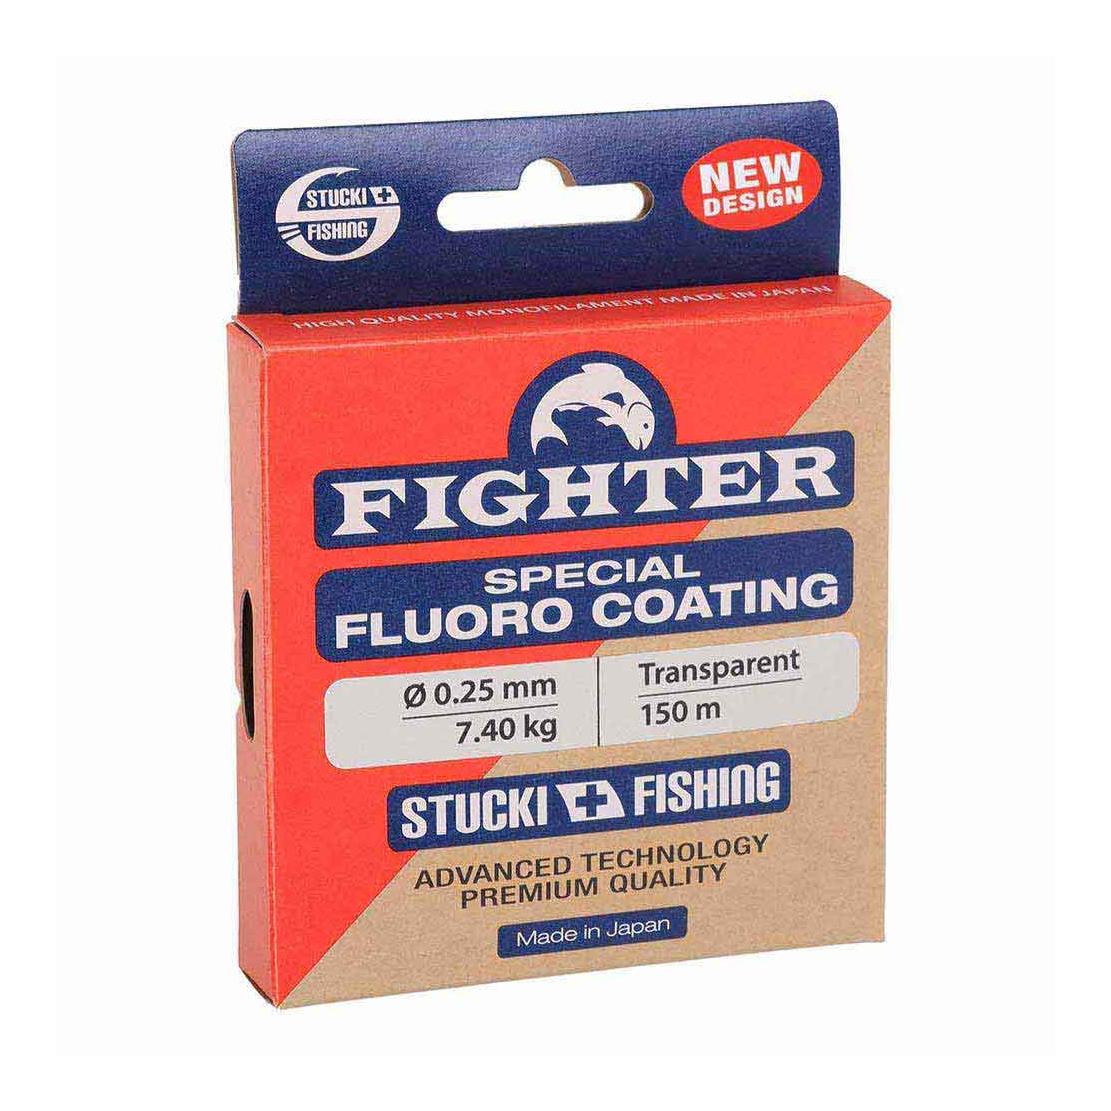 STUCKI
FISHING
NEW
DESIGN
HIGH QUALITY MONOFILAMENT MADE IN JAPAN
FIGHTER
SPECIAL
FLUORO COATING
Ø 0.25 mm
7.40 kg
Transparent
150 m
STUCKI FISHING
ADVANCED TECHNOLOGY
PREMIUM QUALITY
Made in Japan